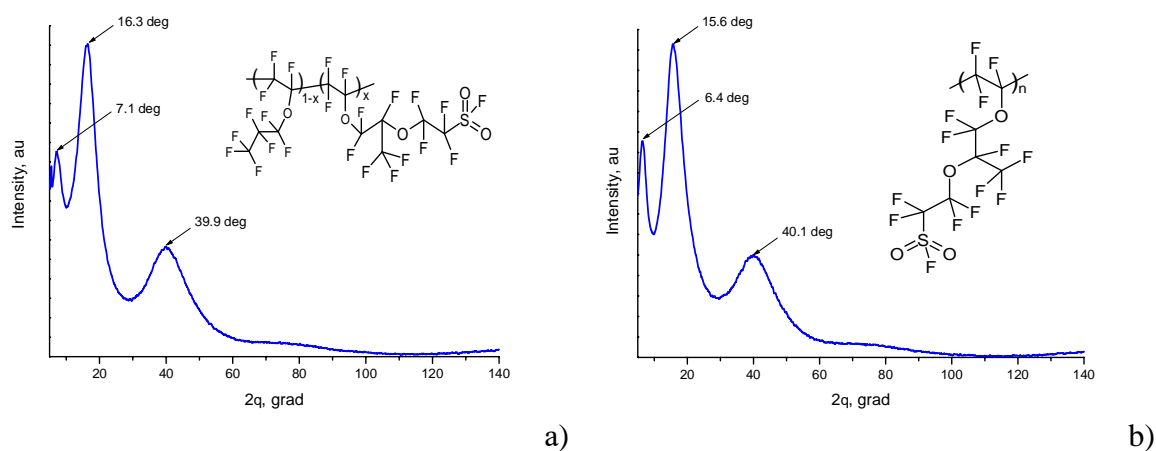 16.3 deg
7.1 deg
39.9 deg
Intensity, au
20 40 60 80 100 120 140
2q, grad
F F F F F F F F
( ) ( )
1-x x
O O O O O S F
F F F F F F F F F F F F F F F
a)
15.6 deg
6.4 deg
40.1 deg
Intensity, au
20 40 60 80 100 120 140
2q, grad
( ) n
F F F
O
F F F F F F
O
F F F F
O S O
F
b)